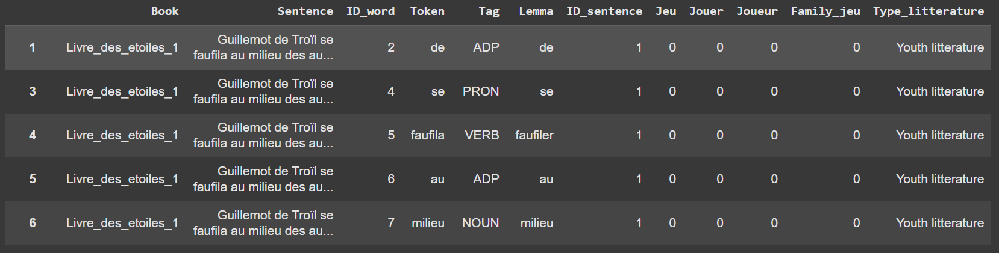 Book Sentence ID_word Token Tag Lemma ID_sentence Jeu Jouer Joueur Family_jeu Type_litterature
1 Livre_des_etoiles_1 Guillemot de Troïl se faufila au milieu des au... 2 de ADP de 1 0 0 0 0 Youth litterature
3 Livre_des_etoiles_1 Guillemot de Troïl se faufila au milieu des au... 4 se PRON se 1 0 0 0 0 Youth litterature
4 Livre_des_etoiles_1 Guillemot de Troïl se faufila au milieu des au... 5 faufila VERB faufiler 1 0 0 0 0 Youth litterature
5 Livre_des_etoiles_1 Guillemot de Troïl se faufila au milieu des au... 6 au ADP au 1 0 0 0 0 Youth litterature
6 Livre_des_etoiles_1 Guillemot de Troïl se faufila au milieu des au... 7 milieu NOUN milieu 1 0 0 0 0 Youth litterature